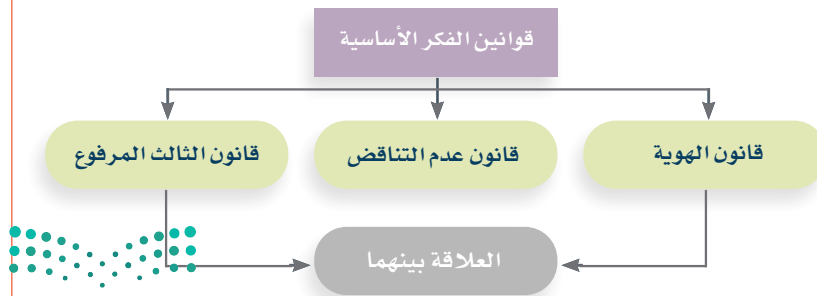 قوانين الفكر الأساسية
قانون الهوية
قانون عدم التناقض
قانون الثالث المرفوع
العلاقة بينهما